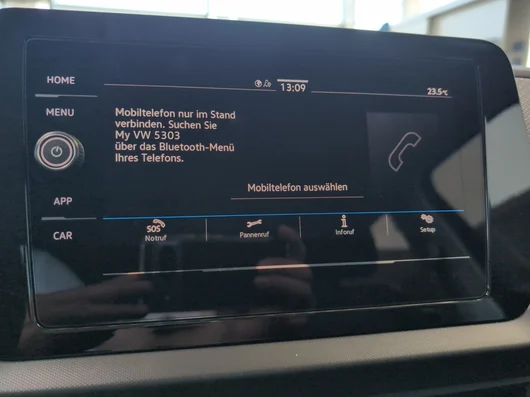 HOME
13:09
23.5°C
MENU
Mobiltelefon nur im Stand
verbinden. Suchen Sie
My VW 5303
über das Bluetooth-Menü
Ihres Telefons.
Mobiltelefon auswählen
APP
CAR
SOS
Notruf
Pannenruf
Inforuf
Setup